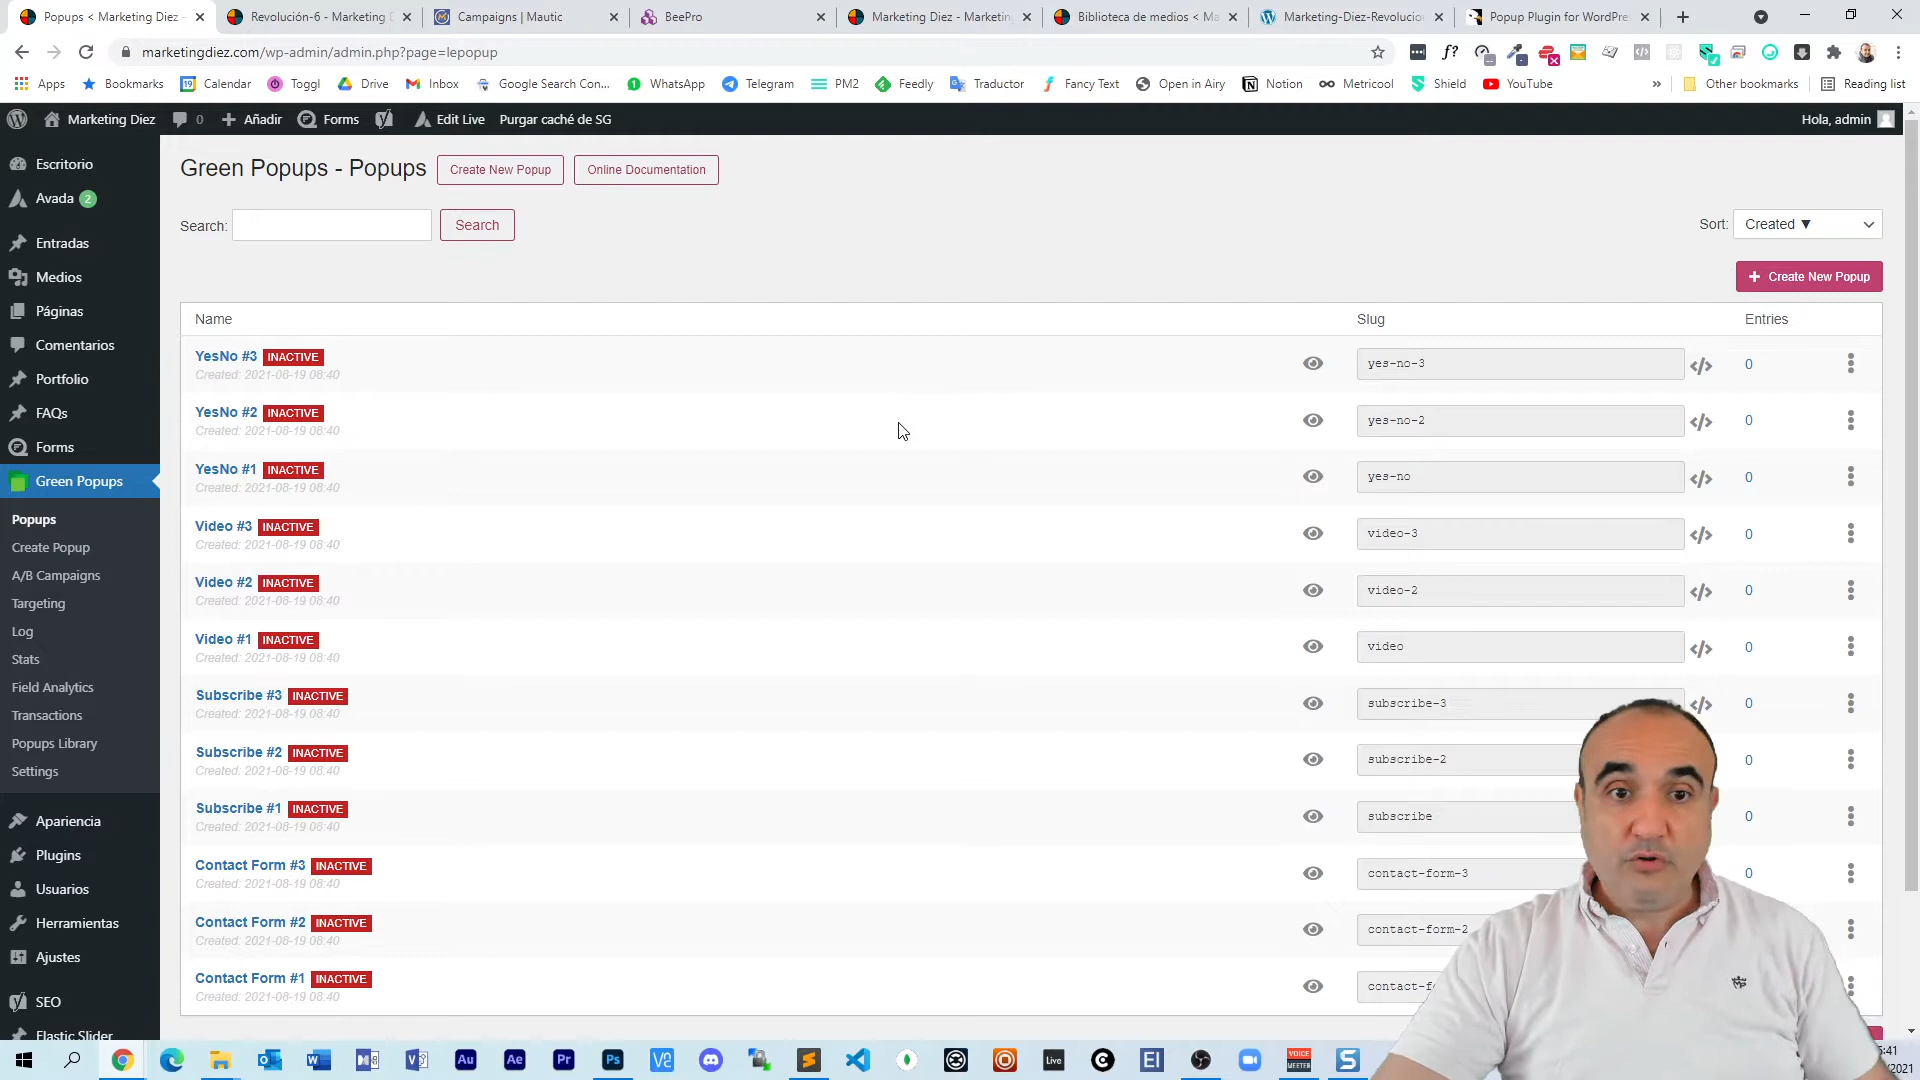 Popups < Marketing Diez -
Revolución-6 - Marketing D
Campaigns | Mautic
BeePro
Marketing Diez - Marketin
Biblioteca de medios < Ma
Marketing-Diez-Revolucio
Popup Plugin for WordPre
marketingdiez.com/wp-admin/admin.php?page=lepopup
Apps
Bookmarks
Calendar
Toggl
Drive
Inbox
Google Search Con...
WhatsApp
Telegram
PM2
Feedly
Traductor
Fancy Text
Open in Airy
Notion
Metricool
Shield
YouTube
Other bookmarks
Reading list
Marketing Diez
0
Añadir
Forms
Edit Live
Purgar caché de SG
Hola, admin
Escritorio
Avada 2
Entradas
Medios
Páginas
Comentarios
Portfolio
FAQs
Forms
Green Popups
Popups
Create Popup
A/B Campaigns
Targeting
Log
Stats
Field Analytics
Transactions
Popups Library
Settings
Apariencia
Plugins
Usuarios
Herramientas
Ajustes
SEO
Elastic Slider
Green Popups - Popups
Create New Popup
Online Documentation
Search:
Search
Sort: Created ▼
+ Create New Popup
Name
Slug
Entries
YesNo #3 INACTIVE
Created: 2021-08-19 08:40
yes-no-3
0
YesNo #2 INACTIVE
Created: 2021-08-19 08:40
yes-no-2
0
YesNo #1 INACTIVE
Created: 2021-08-19 08:40
yes-no
0
Video #3 INACTIVE
Created: 2021-08-19 08:40
video-3
0
Video #2 INACTIVE
Created: 2021-08-19 08:40
video-2
0
Video #1 INACTIVE
Created: 2021-08-19 08:40
video
0
Subscribe #3 INACTIVE
Created: 2021-08-19 08:40
subscribe-3
0
Subscribe #2 INACTIVE
Created: 2021-08-19 08:40
subscribe-2
0
Subscribe #1 INACTIVE
Created: 2021-08-19 08:40
subscribe
0
Contact Form #3 INACTIVE
Created: 2021-08-19 08:40
contact-form-3
0
Contact Form #2 INACTIVE
Created: 2021-08-19 08:40
contact-form-2
Contact Form #1 INACTIVE
Created: 2021-08-19 08:40
contact-f
Au
Ae
Pr
Ps
Live
EI
VOICE
MEETER
S
5:41
/2021